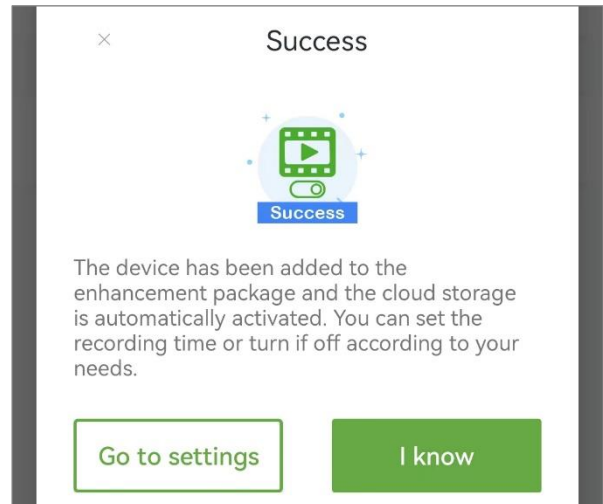 Success
Success
The device has been added to the
enhancement package and the cloud storage
is automatically activated. You can set the
recording time or turn if off according to your
needs.
Go to settings
I know